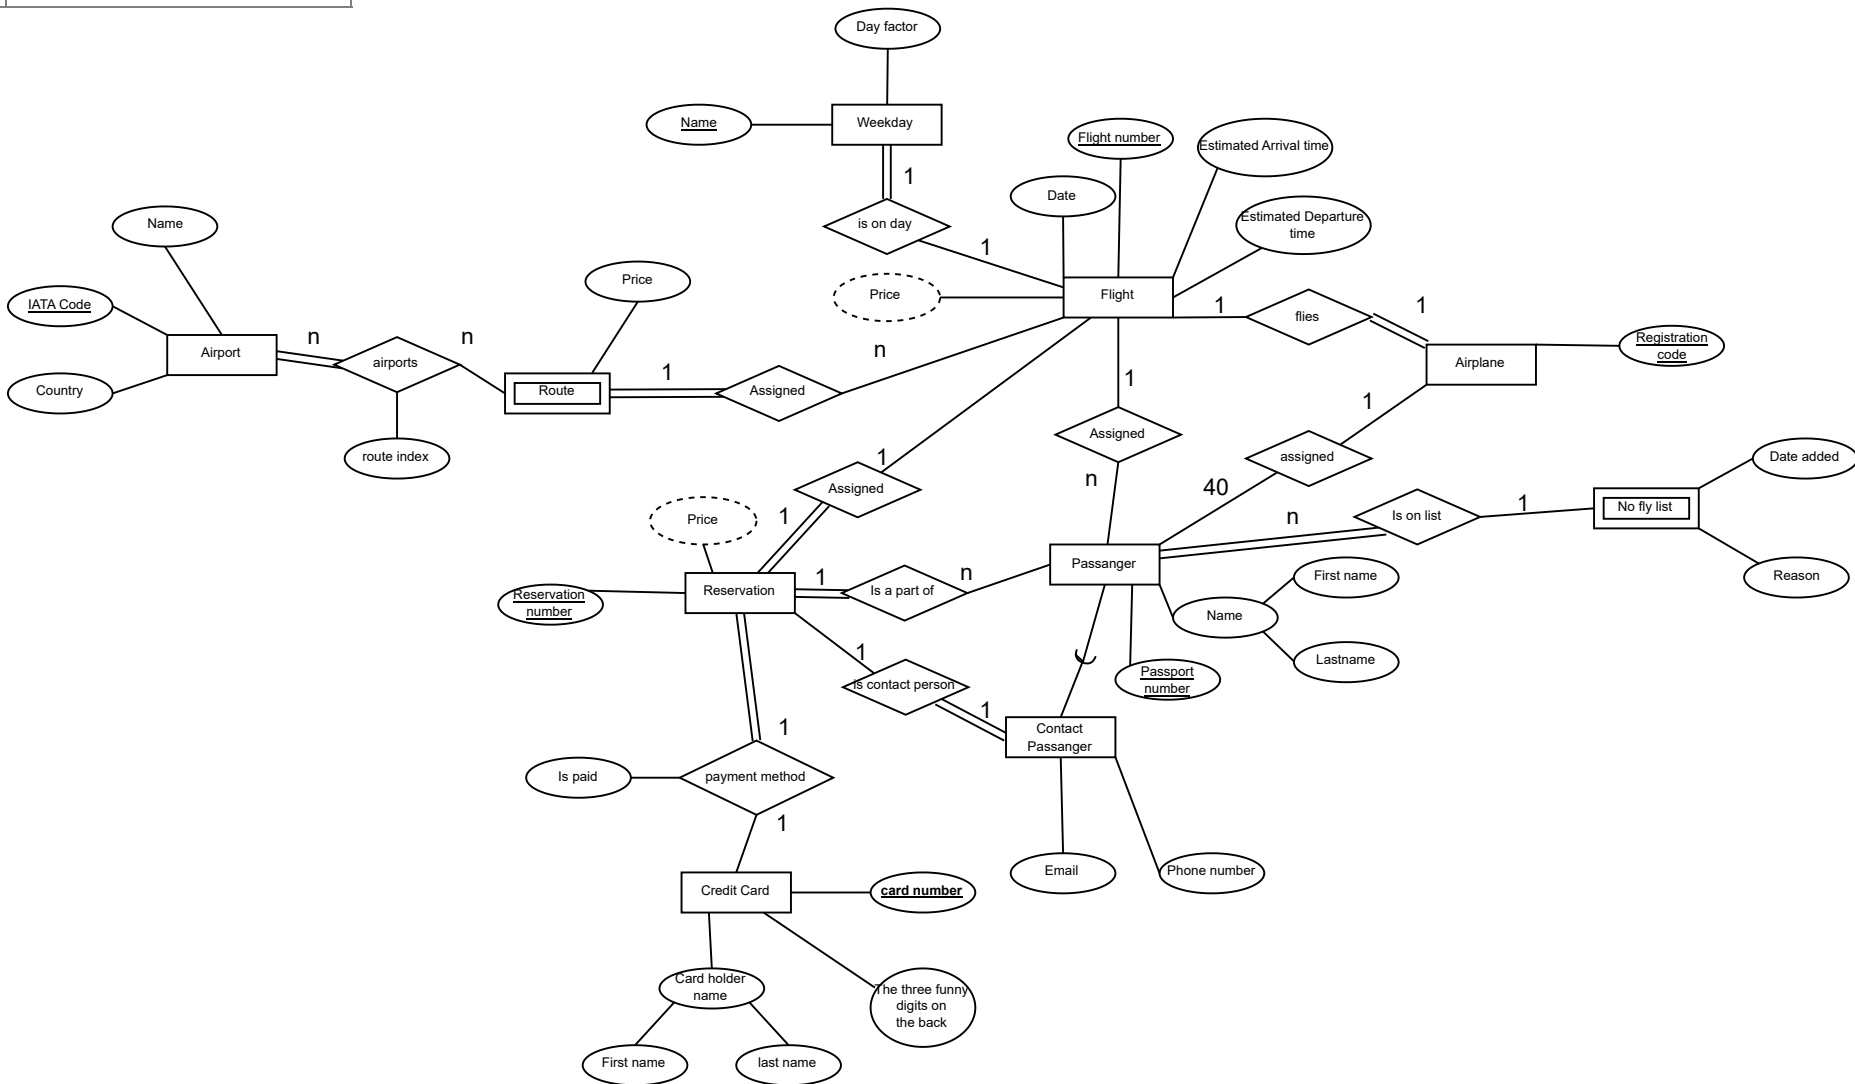 Day factor
Name
Weekday
1
is on day
1
Flight number
Estimated Arrival time
Date
Estimated Departure
time
Price
Flight
1
flies
1
Registration
code
Airplane
Name
IATA Code
Airport
Country
n
airports
n
route index
Price
Route
1
Assigned
n
1
Assigned
n
1
assigned
40
Date added
No fly list
Reason
1
Is on list
n
1
Assigned
1
Price
Reservation
Reservation
number
1
Is a part of
n
Passanger
First name
Name
Lastname
Passport
number
1
is contact person
1
Contact
Passanger
Email
Phone number
1
Is paid
payment method
1
Credit Card
card number
Card holder
name
The three funny
digits on
the back
First name
last name